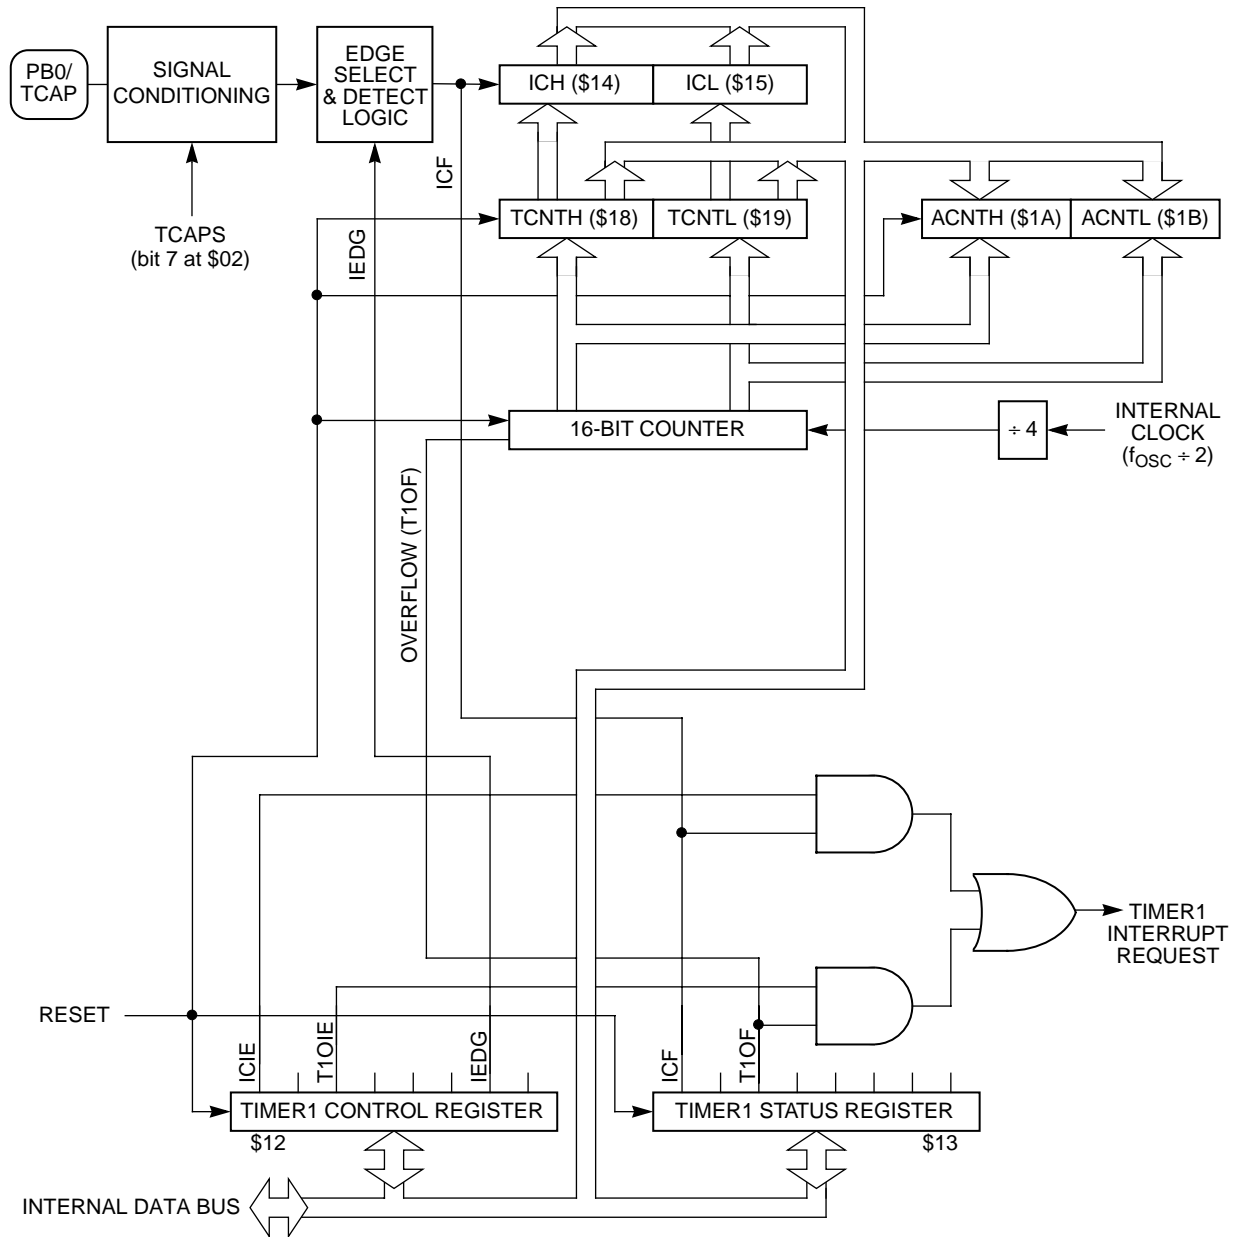 PB0/
TCAP
SIGNAL
CONDITIONING
EDGE
SELECT
& DETECT
LOGIC
ICH ($14)
ICL ($15)
ICF
TCAPS
(bit 7 at $02)
IEDG
TCNTH ($18)
TCNTL ($19)
ACNTH ($1A)
ACNTL ($1B)
16-BIT COUNTER
÷ 4
INTERNAL
CLOCK
(fOSC ÷ 2)
OVERFLOW (T1OF)
TIMER1
INTERRUPT
REQUEST
RESET
ICIE
T1OIE
IEDG
ICF
T1OF
TIMER1 CONTROL REGISTER
$12
TIMER1 STATUS REGISTER
$13
INTERNAL DATA BUS